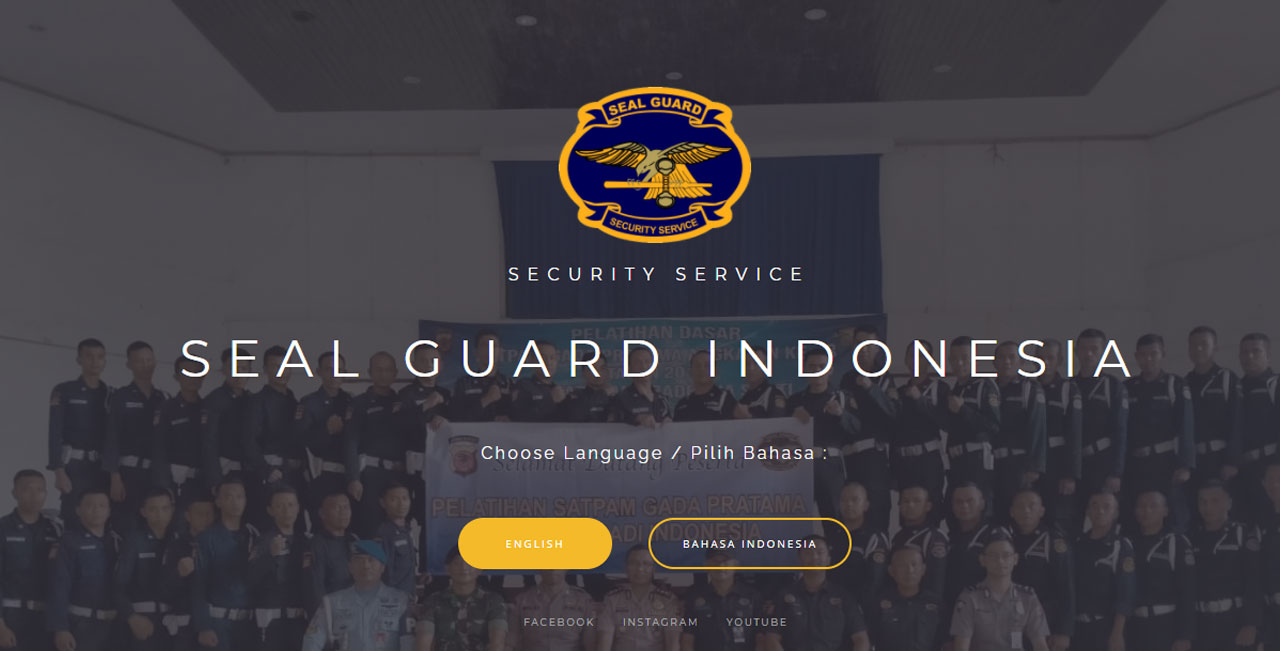 SEAL GUARD
SECURITY SERVICE
SECURITY SERVICE
PELATIHAN DASAR
SEAL GUARD INDONESIA
Choose Language / Pilih Bahasa :
Selamat Datang Peserta
PELATIHAN SATPAM GADA PRATAMA
INDONESIA
ENGLISH
BAHASA INDONESIA
FACEBOOK INSTAGRAM YOUTUBE